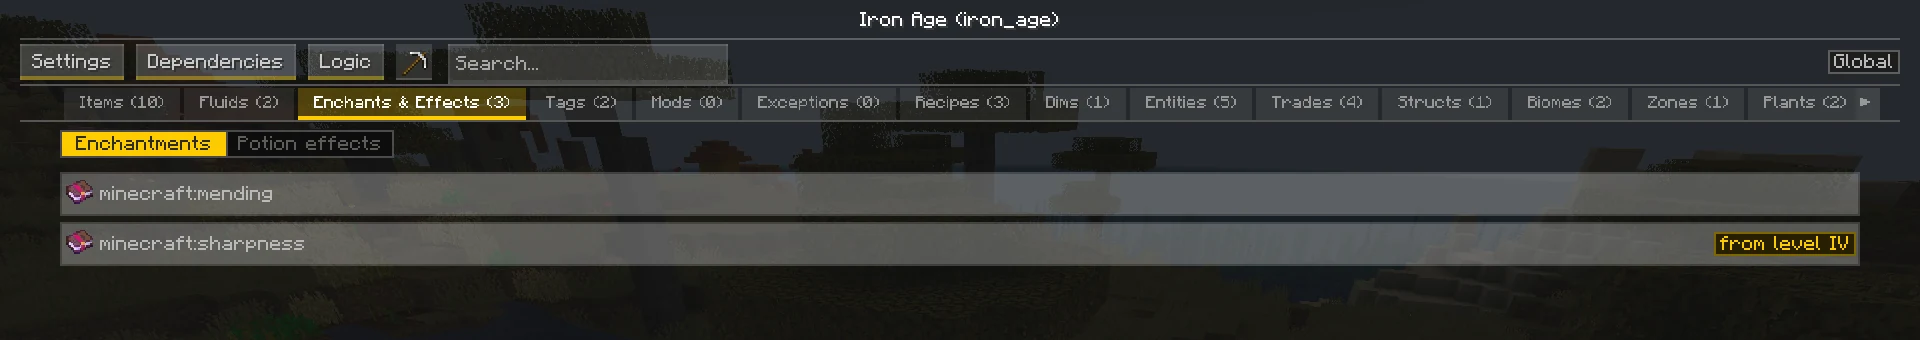 Iron Age (iron_age)
Settings Dependencies Logic Search... Global
Items (10) Fluids (2) Enchants & Effects (3) Tags (2) Mods (0) Exceptions (0) Recipes (3) Dims (1) Entities (5) Trades (4) Structs (1) Biomes (2) Zones (1) Plants (2)
Enchantments Potion effects
minecraft:mending
minecraft:sharpness from level IV